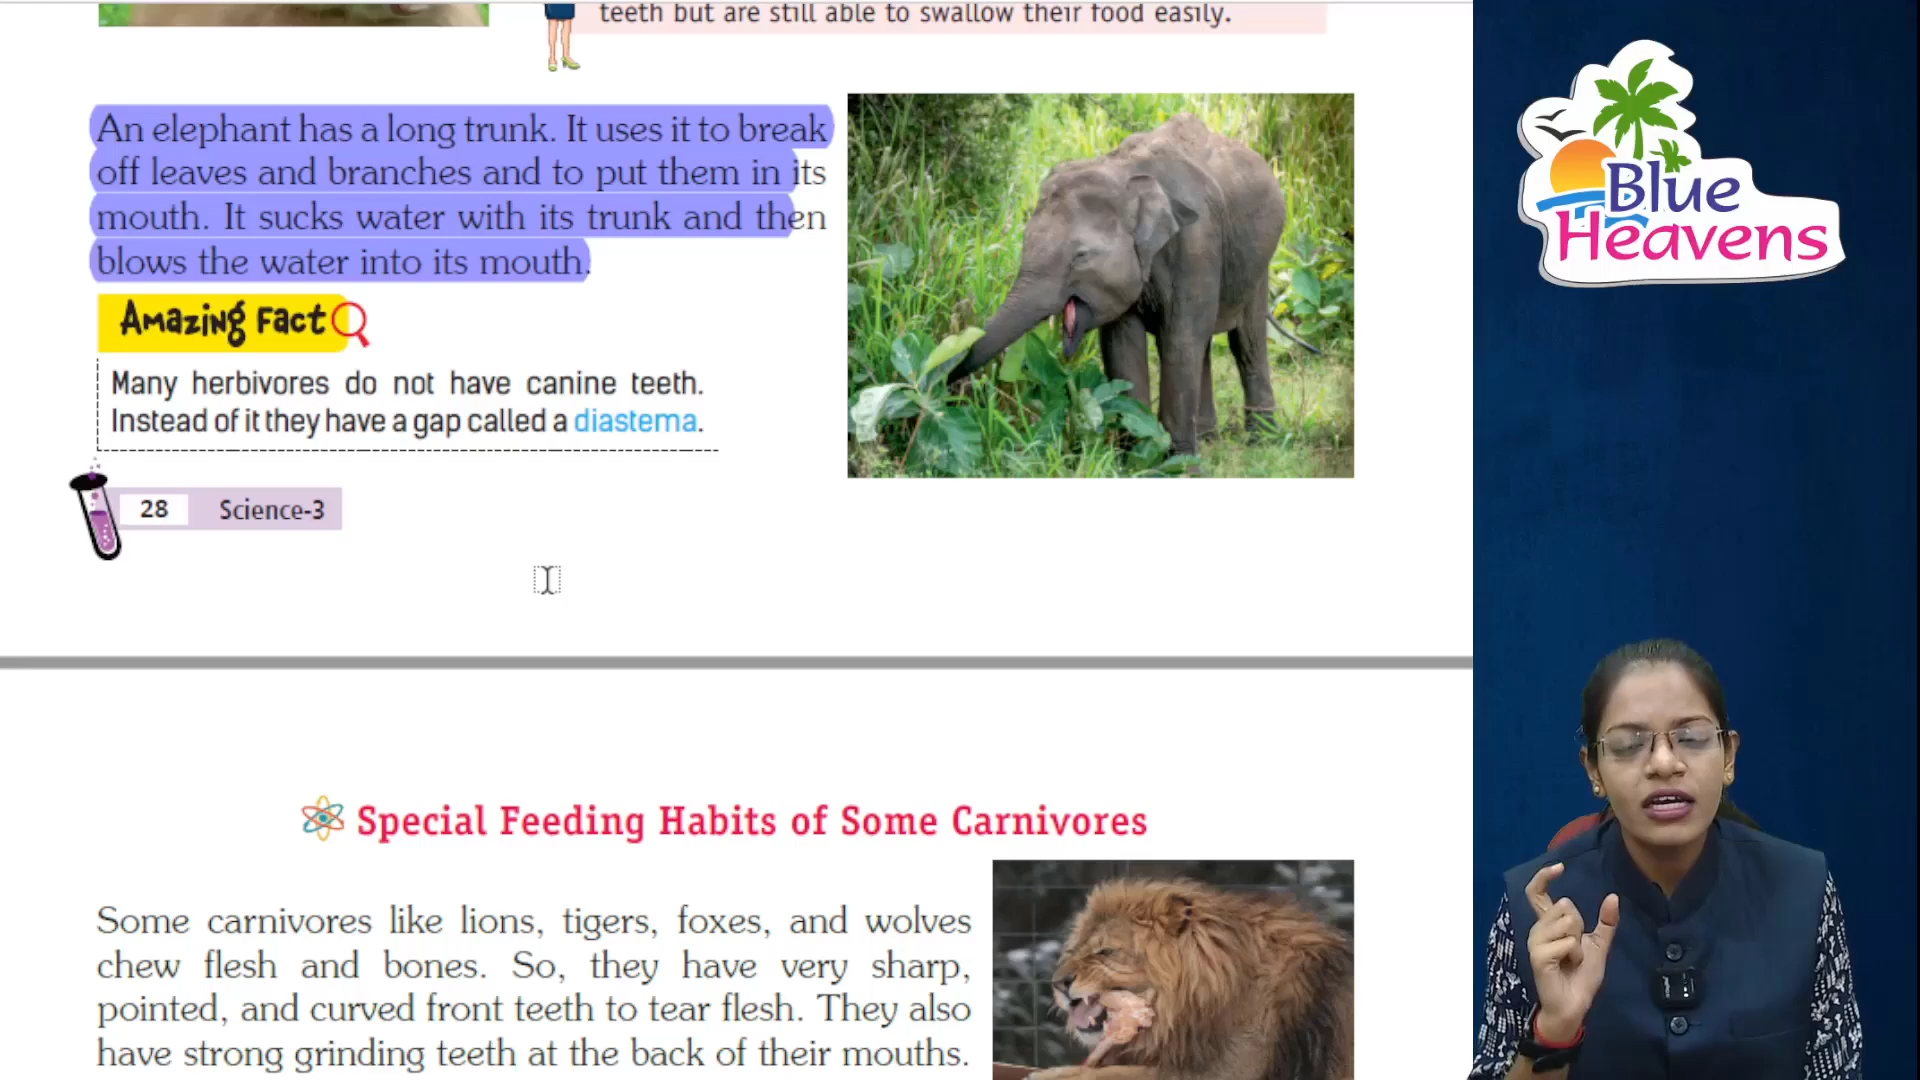 teeth but are still able to swallow their food easily.
An elephant has a long trunk. It uses it to break
off leaves and branches and to put them in its
mouth. It sucks water with its trunk and then
blows the water into its mouth.
Amazing Fact
Many herbivores do not have canine teeth.
Instead of it they have a gap called a diastema.
28 Science-3
Special Feeding Habits of Some Carnivores
Some carnivores like lions, tigers, foxes, and wolves
chew flesh and bones. So, they have very sharp,
pointed, and curved front teeth to tear flesh. They also
have strong grinding teeth at the back of their mouths.
Blue
Heavens